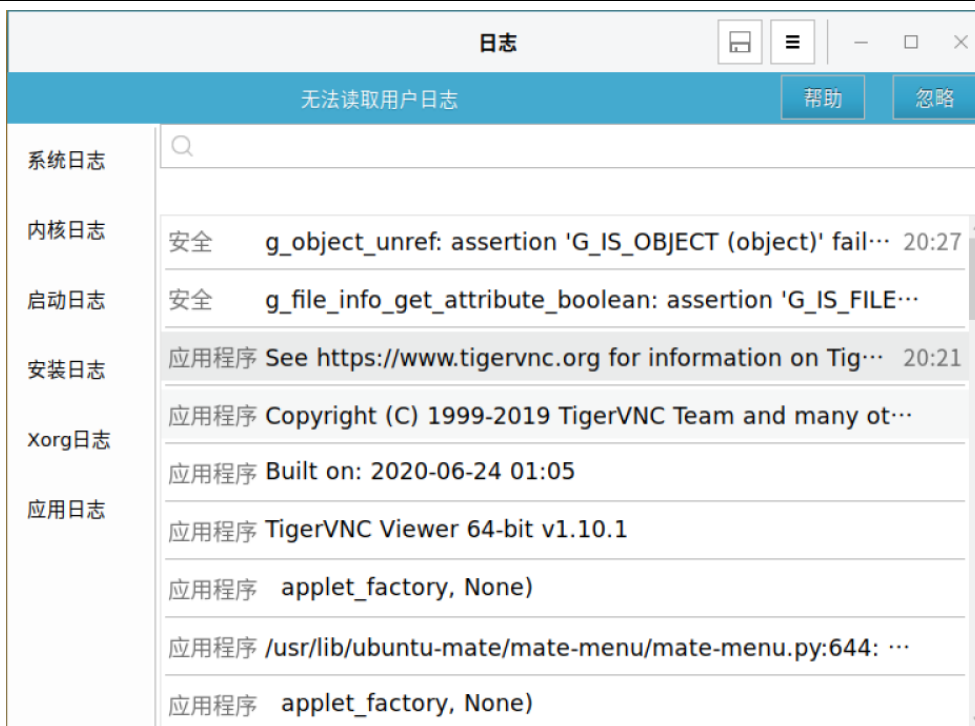 日志
无法读取用户日志 帮助 忽略
系统日志
内核日志
启动日志
安装日志
Xorg日志
应用日志
安全 g_object_unref: assertion 'G_IS_OBJECT (object)' fail··· 20:27
安全 g_file_info_get_attribute_boolean: assertion 'G_IS_FILE···
应用程序 See https://www.tigervnc.org for information on Tig··· 20:21
应用程序 Copyright (C) 1999-2019 TigerVNC Team and many ot···
应用程序 Built on: 2020-06-24 01:05
应用程序 TigerVNC Viewer 64-bit v1.10.1
应用程序 applet_factory, None)
应用程序 /usr/lib/ubuntu-mate/mate-menu/mate-menu.py:644: ···
应用程序 applet_factory, None)